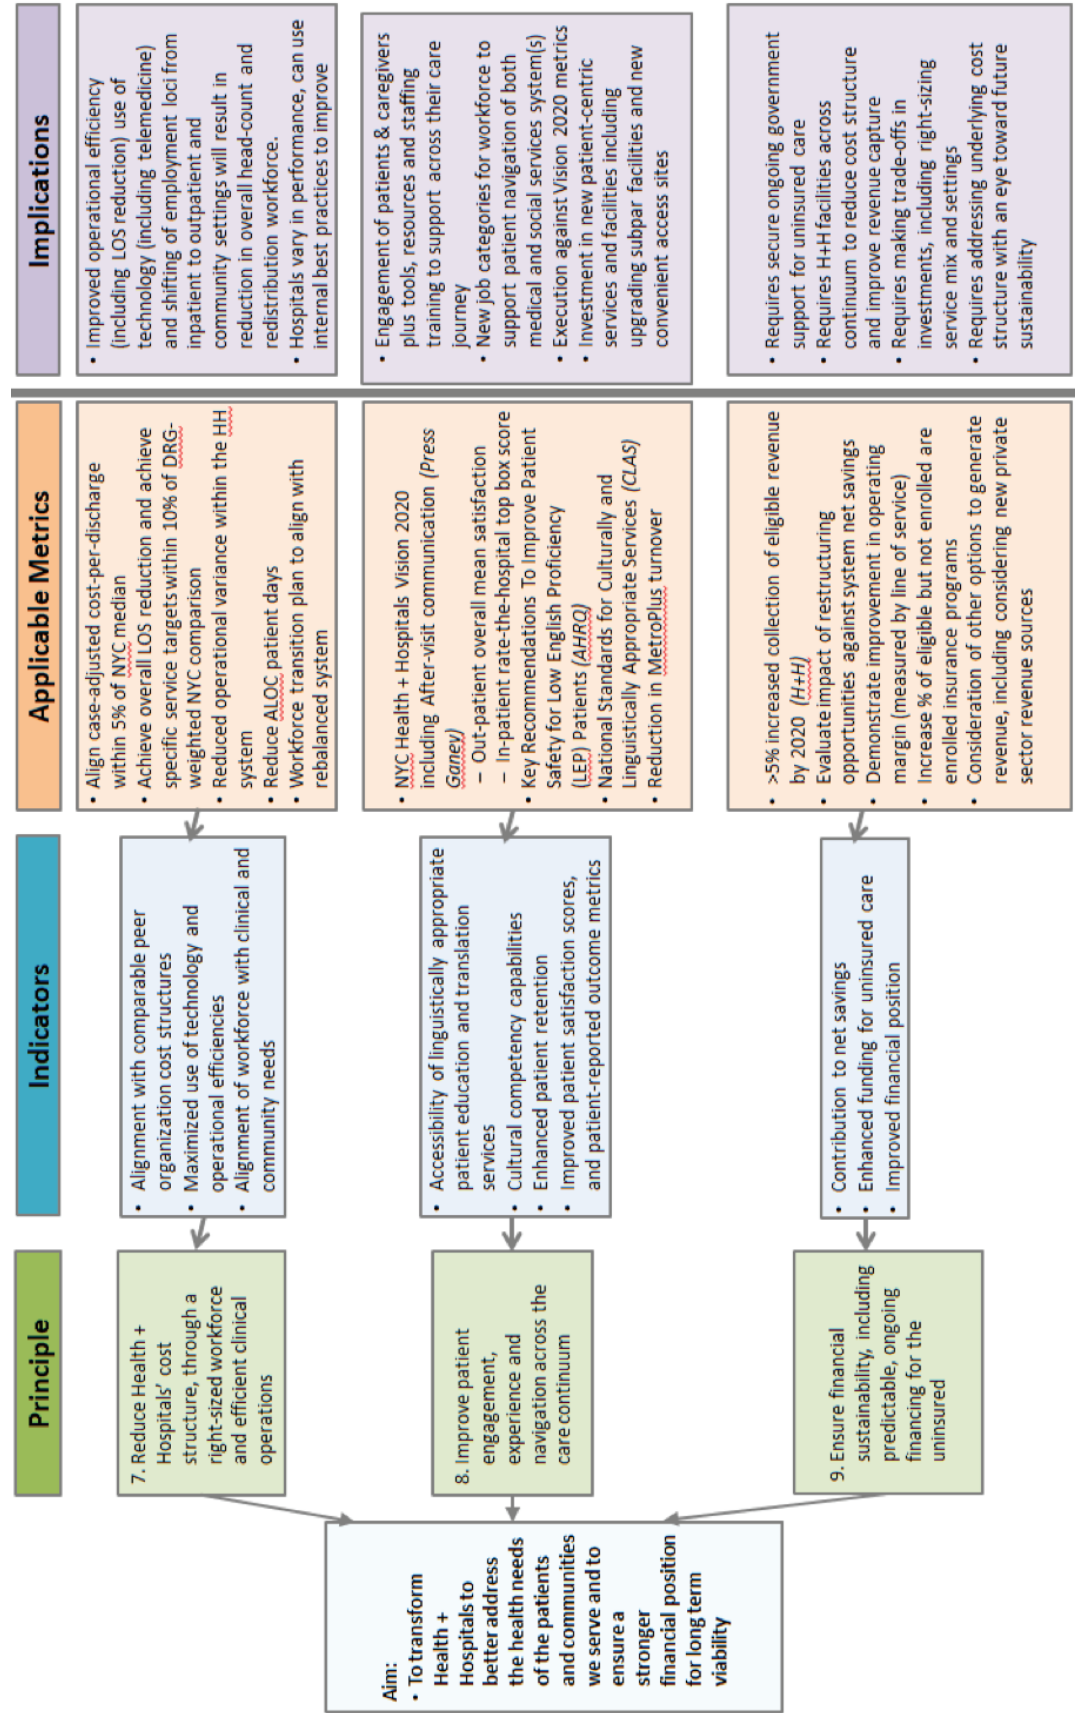 Principle
Indicators
Applicable Metrics
Implications
Aim:
• To transform
Health +
Hospitals to
better address
the health needs
of the patients
and communities
we serve and to
ensure a
stronger
financial position
for long term
viability
7. Reduce Health +
Hospitals' cost
structure, through a
right-sized workforce
and efficient clinical
operations
• Alignment with comparable peer
organization cost structures
• Maximized use of technology and
operational efficiencies
• Alignment of workforce with clinical and
community needs
• Align case-adjusted cost-per-discharge
within 5% of NYC median
• Achieve overall LOS reduction and achieve
specific service targets within 10% of DRG-
weighted NYC comparison
• Reduced operational variance within the HH
system
• Reduce ALOC patient days
• Workforce transition plan to align with
rebalanced system
• Improved operational efficiency
(including LOS reduction) use of
technology (including telemedicine)
and shifting of employment loci from
inpatient to outpatient and
community settings will result in
reduction in overall head-count and
redistribution workforce.
• Hospitals vary in performance, can use
internal best practices to improve
8. Improve patient
engagement,
experience and
navigation across the
care continuum
• Accessibility of linguistically appropriate
patient education and translation
services
• Cultural competency capabilities
• Enhanced patient retention
• Improved patient satisfaction scores,
and patient-reported outcome metrics
• NYC Health + Hospitals Vision 2020
including After-visit communication (Press
Ganey)
– Out-patient overall mean satisfaction
– In-patient rate-the-hospital top box score
• Key Recommendations To Improve Patient
Safety for Low English Proficiency
(LEP) Patients (AHRQ)
• National Standards for Culturally and
Linguistically Appropriate Services (CLAS)
• Reduction in MetroPlus turnover
• Engagement of patients & caregivers
plus tools, resources and staffing
training to support across their care
journey
• New job categories for workforce to
support patient navigation of both
medical and social services system(s)
• Execution against Vision 2020 metrics
• Investment in new patient-centric
services and facilities including
upgrading subpar facilities and new
convenient access sites
9. Ensure financial
sustainability, including
predictable, ongoing
financing for the
uninsured
• Contribution to net savings
• Enhanced funding for uninsured care
• Improved financial position
• >5% increased collection of eligible revenue
by 2020 (H+H)
• Evaluate impact of restructuring
opportunities against system net savings
• Demonstrate improvement in operating
margin (measured by line of service)
• Increase % of eligible but not enrolled are
enrolled insurance programs
• Consideration of other options to generate
revenue, including considering new private
sector revenue sources
• Requires secure ongoing government
support for uninsured care
• Requires H+H facilities across
continuum to reduce cost structure
and improve revenue capture
• Requires making trade-offs in
investments, including right-sizing
service mix and settings
• Requires addressing underlying cost
structure with an eye toward future
sustainability